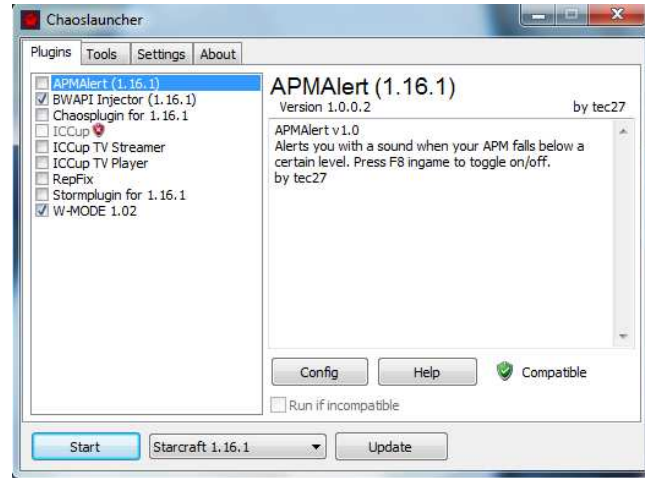 Chaoslauncher
Plugins Tools Settings About
APMAlert (1.16.1)
BWAPI Injector (1.16.1)
Chaosplugin for 1.16.1
ICCup
ICCup TV Streamer
ICCup TV Player
RepFix
Stormplugin for 1.16.1
W-MODE 1.02
APMAlert (1.16.1)
Version 1.0.0.2 by tec27
APMAlert v1.0
Alerts you with a sound when your APM falls below a
certain level. Press F8 ingame to toggle on/off.
by tec27
Config Help Compatible
Run if incompatible
Start Starcraft 1.16.1 Update